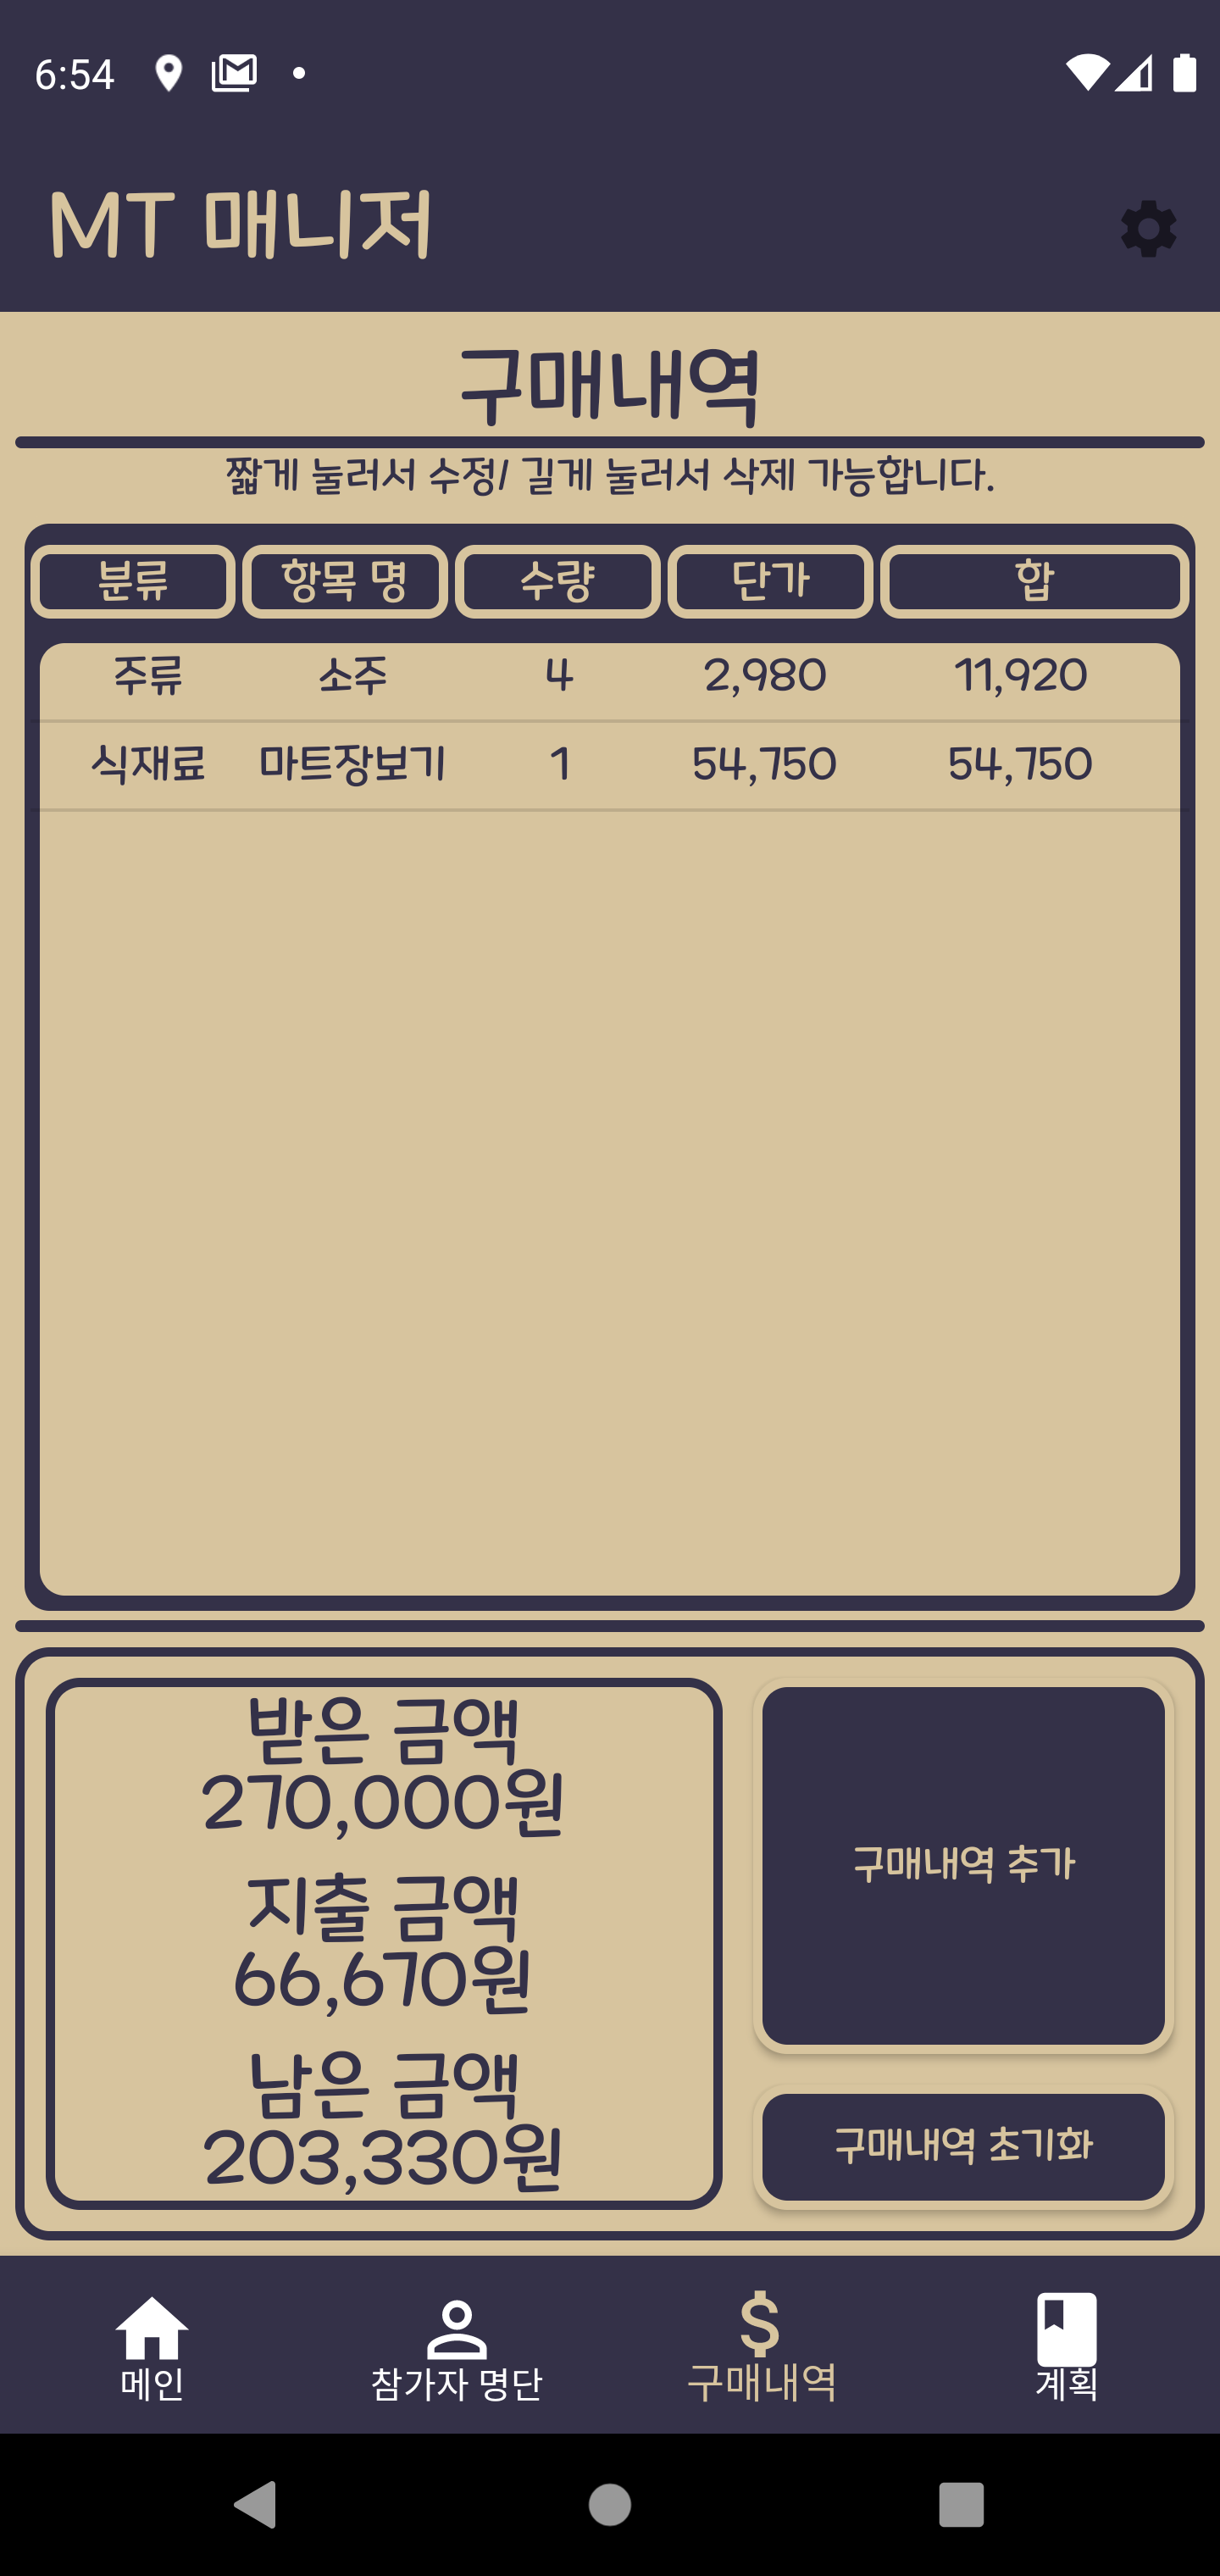 6:54
MT 매니저
구매내역
짧게 눌러서 수정/ 길게 눌러서 삭제 가능합니다.
분류 항목 명 수량 단가 합
주류 소주 4 2,980 11,920
식재료 마트장보기 1 54,750 54,750
받은 금액
270,000원
지출 금액
66,670원
남은 금액
203,330원
구매내역 추가
구매내역 초기화
메인 참가자 명단 구매내역 계획